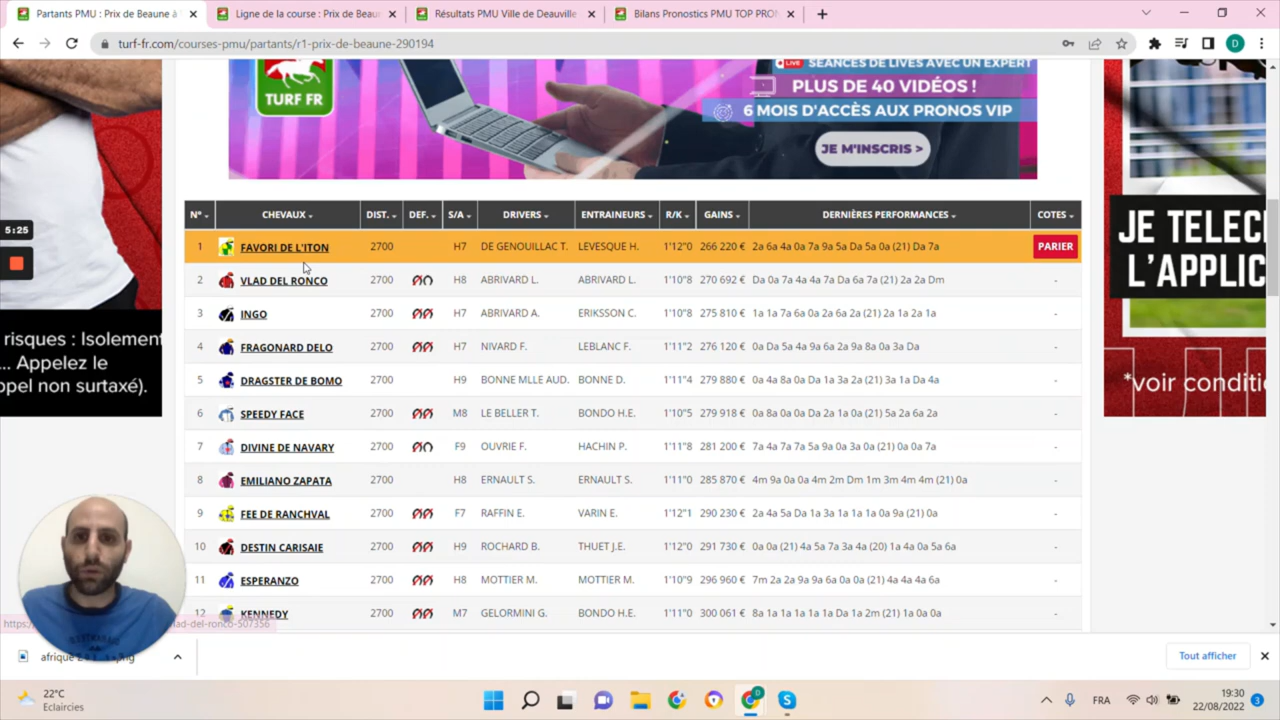 Partants PMU : Prix de Beaune à
Ligne de la course : Prix de Beau
Résultats PMU Ville de Deauville
Bilans Pronostics PMU TOP PRO
turf-fr.com/courses-pmu/partants/r1-prix-de-beaune-290194
D
TURF FR
LIVE SÉANCES DE LIVES AVEC UN EXPERT
PLUS DE 40 VIDÉOS !
6 MOIS D'ACCÈS AUX PRONOS VIP
JE M'INSCRIS >
N° CHEVAUX DIST. DEF. S/A DRIVERS ENTRAINEURS R/K GAINS DERNIÈRES PERFORMANCES COTES
1 FAVORI DE L'ITON 2700 H7 DE GENOUILLAC T. LEVESQUE H. 1'12"0 266 220 € 2a 6a 4a 0a 7a 9a 5a Da 5a 0a (21) Da 7a PARIER
2 VLAD DEL RONCO 2700 H8 ABRIVARD L. ABRIVARD L. 1'10"8 270 692 € Da 0a 7a 4a 4a 7a Da 6a 7a (21) 2a 2a Dm -
3 INGO 2700 H7 ABRIVARD A. ERIKSSON C. 1'10"8 275 810 € 1a 1a 7a 6a 0a 2a 6a 2a (21) 2a 1a 2a 1a -
4 FRAGONARD DELO 2700 H7 NIVARD F. LEBLANC F. 1'11"2 276 120 € 0a Da 5a 4a 9a 6a 2a 9a 8a 0a 3a Da -
5 DRAGSTER DE BOMO 2700 H9 BONNE MLLE AUD. BONNE D. 1'11"4 279 880 € 0a 4a 8a 0a Da 1a 3a 2a (21) 3a 1a Da 4a -
6 SPEEDY FACE 2700 M8 LE BELLER T. BONDO H.E. 1'10"5 279 918 € 0a 8a 0a 0a Da 2a 1a 0a (21) 5a 2a 6a 2a -
7 DIVINE DE NAVARY 2700 F9 OUVRIE F. HACHIN P. 1'11"8 281 200 € 7a 4a 7a 7a 5a 9a 0a 3a 0a (21) 0a 0a 7a -
8 EMILIANO ZAPATA 2700 H8 ERNAULT S. ERNAULT S. 1'11"0 285 870 € 4m 9a 0a 0a 4m 2m Dm 1m 3m 4m 4m (21) 0a -
9 FEE DE RANCHVAL 2700 F7 RAFFIN E. VARIN E. 1'12"1 290 230 € 2a 4a 5a Da 1a 3a 1a 1a 1a 0a 9a (21) 0a -
10 DESTIN CARISAIE 2700 H9 ROCHARD B. THUET J.E. 1'12"0 291 730 € 0a 0a (21) 4a 5a 7a 3a 4a (20) 1a 4a 0a 5a 6a -
11 ESPERANZO 2700 H8 MOTTIER M. MOTTIER M. 1'10"9 296 960 € 7m 2a 2a 9a 9a 6a 0a 0a (21) 4a 4a 4a 6a -
12 KENNEDY 2700 M7 GELORMINI G. BONDO H.E. 1'11"0 300 061 € 8a 1a 1a 1a 1a 1a Da 1a 2m (21) 1a 0a 0a -
5:25
risques : Isolement
... Appelez le
ppel non surtaxé).
JE TELEC
L'APPLIC
*voir conditi
lad-del-ronco-507356
Tout afficher
22°C
Eclaircies
D
FRA
19:30
22/08/2022
3